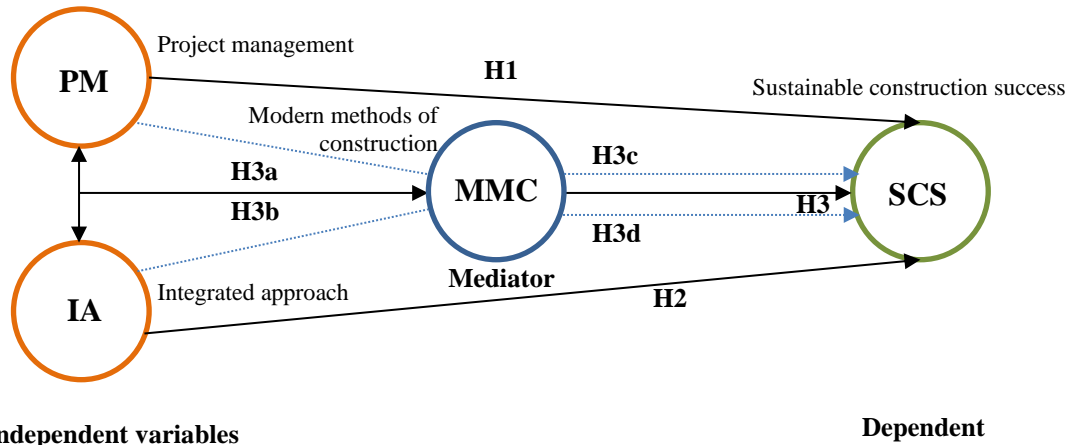 Project management
PM
H1
Sustainable construction success
Modern methods of
construction
H3a
H3b
MMC
H3c
H3
H3d
SCS
Mediator
Integrated approach
IA
H2
ndependent variables
Dependent